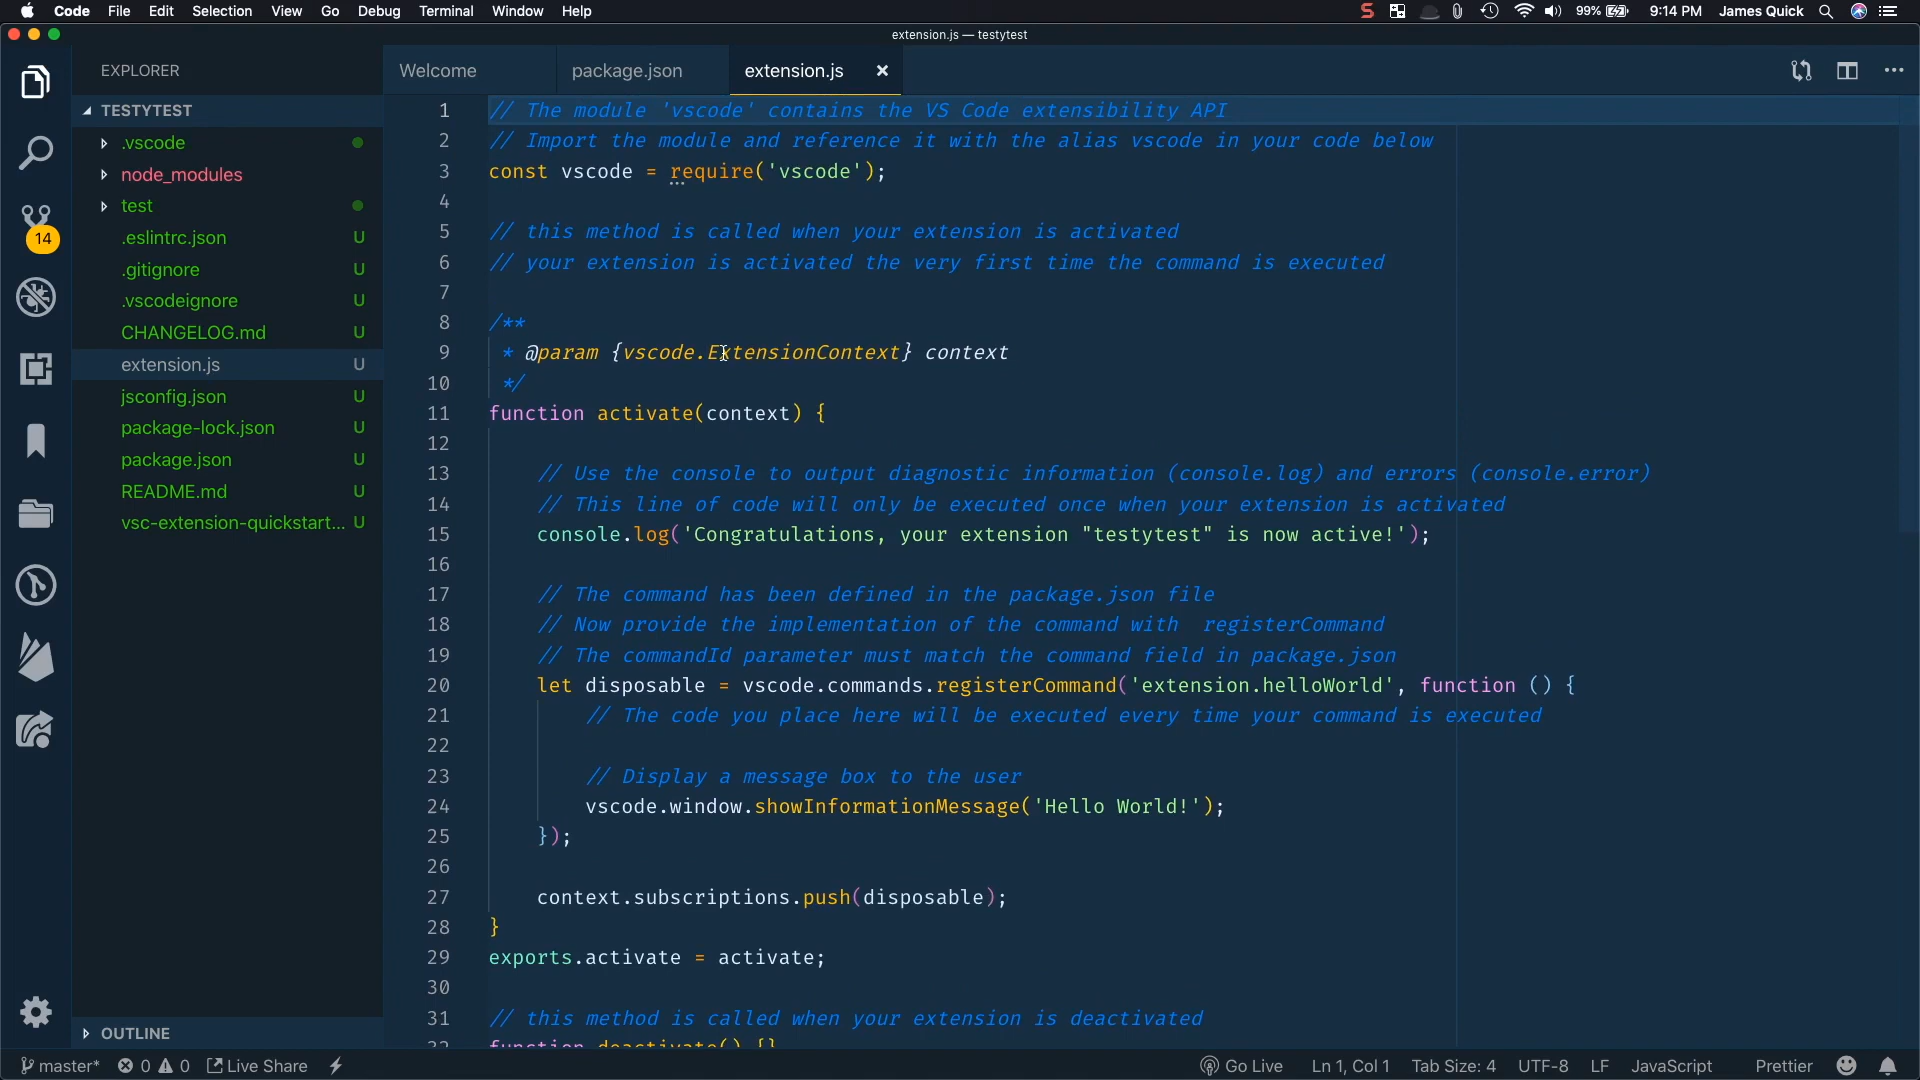 Code File Edit Selection View Go Debug Terminal Window Help
99% 9:14 PM James Quick
extension.js — testytest
EXPLORER
Welcome package.json extension.js ×
TESTYTEST
.vscode
node_modules
test
.eslintrc.json U
.gitignore U
.vscodeignore U
CHANGELOG.md U
extension.js U
jsconfig.json U
package-lock.json U
package.json U
README.md U
vsc-extension-quickstart... U
14
OUTLINE
1 // The module 'vscode' contains the VS Code extensibility API
2 // Import the module and reference it with the alias vscode in your code below
3 const vscode = require('vscode');
4
5 // this method is called when your extension is activated
6 // your extension is activated the very first time the command is executed
7
8 /**
9 * @param {vscode.ExtensionContext} context
10 */
11 function activate(context) {
12
13 // Use the console to output diagnostic information (console.log) and errors (console.error)
14 // This line of code will only be executed once when your extension is activated
15 console.log('Congratulations, your extension "testytest" is now active!');
16
17 // The command has been defined in the package.json file
18 // Now provide the implementation of the command with  registerCommand
19 // The commandId parameter must match the command field in package.json
20 let disposable = vscode.commands.registerCommand('extension.helloWorld', function () {
21 // The code you place here will be executed every time your command is executed
22
23 // Display a message box to the user
24 vscode.window.showInformationMessage('Hello World!');
25 });
26
27 context.subscriptions.push(disposable);
28 }
29 exports.activate = activate;
30
31 // this method is called when your extension is deactivated
32 function deactivate() {}
master* 0 0 Live Share
Go Live Ln 1, Col 1 Tab Size: 4 UTF-8 LF JavaScript Prettier